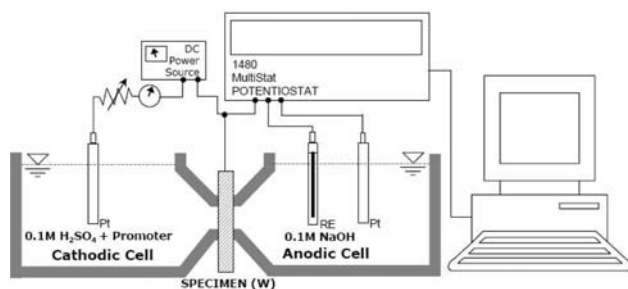 DC
Power
Source
1480
MultiStat
POTENTIOSTAT
Pt
RE
Pt
0.1M H₂SO₄ + Promoter
Cathodic Cell
0.1M NaOH
Anodic Cell
SPECIMEN (W)